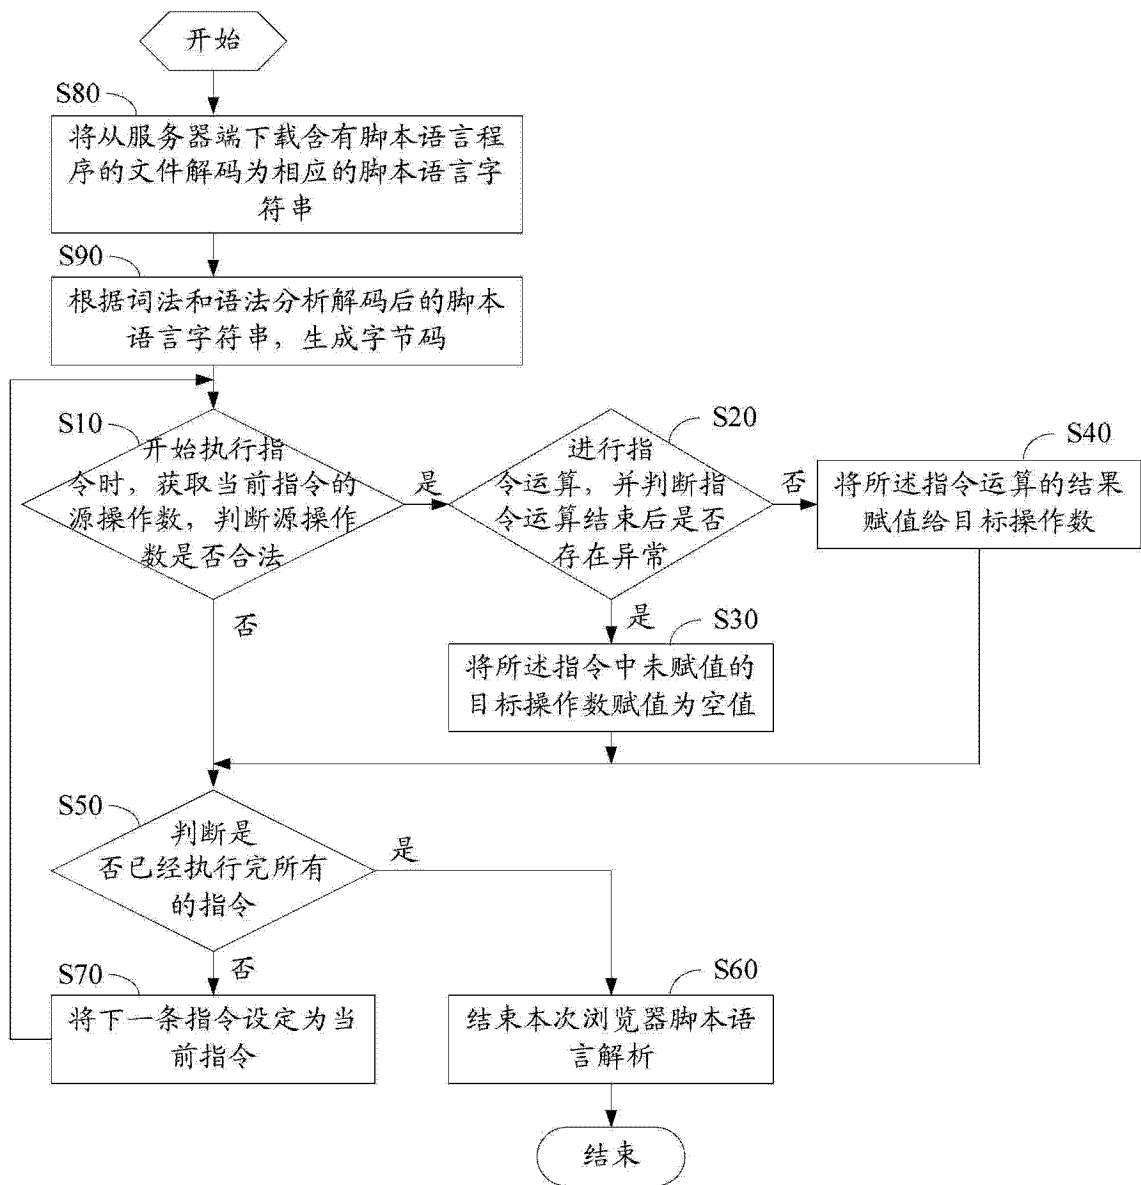 开始
S80
将从服务器端下载含有脚本语言程
序的文件解码为相应的脚本语言字
符串
S90
根据词法和语法分析解码后的脚本
语言字符串，生成字节码
S10
开始执行指
令时，获取当前指令的
源操作数，判断源操作
数是否合法
是
否
S20
进行指
令运算，并判断指
令运算结束后是否
存在异常
否
是
S40
将所述指令运算的结果
赋值给目标操作数
S30
将所述指令中未赋值的
目标操作数赋值为空值
S50
判断是
否已经执行完所有
的指令
是
否
S70
将下一条指令设定为当
前指令
S60
结束本次浏览器脚本语
言解析
结束